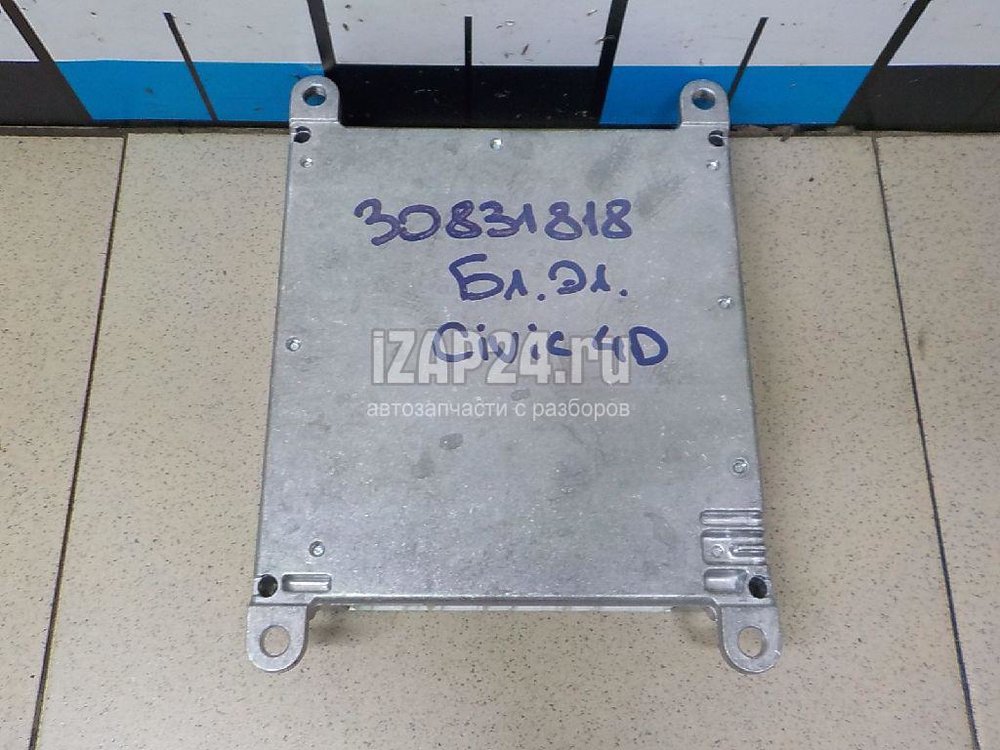 30831818
Бл. Эл.
Civic 4D
iZAP24.ru
автозапчасти с разборов